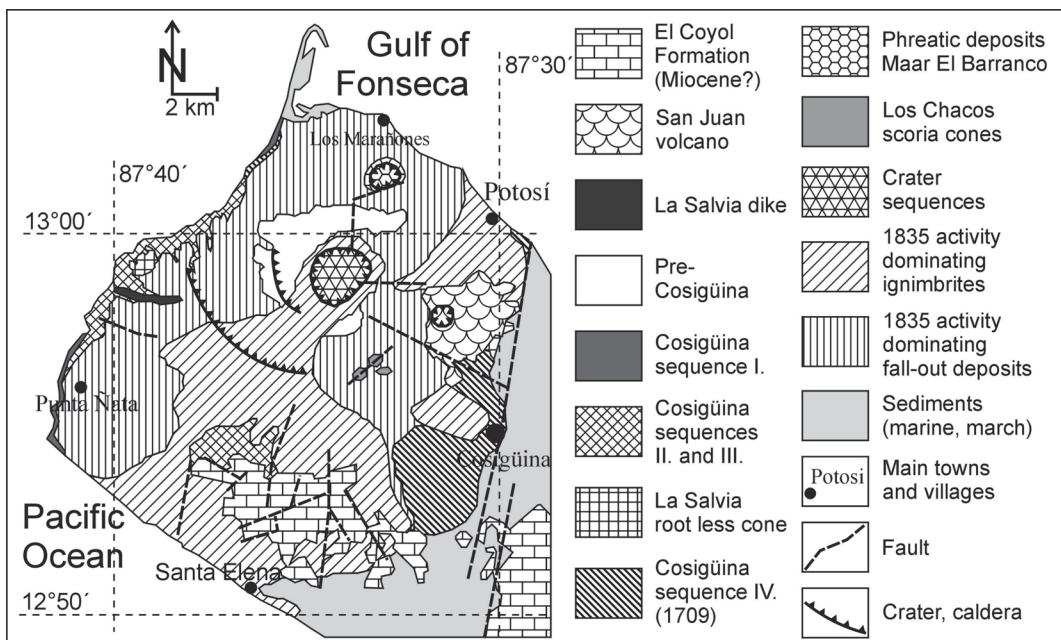 N
2 km
Gulf of
Fonseca
87°30´
87°40´
Los Marañones
Potosí
13°00´
Punta Ñata
Cosigüina
Pacific
Ocean
Santa Elena
12°50´
El Coyol
Formation
(Miocene?)
San Juan
volcano
La Salvia dike
Pre-
Cosigüina
Cosigüina
sequence I.
Cosigüina
sequences
II. and III.
La Salvia
root less cone
Cosigüina
sequence IV.
(1709)
Phreatic deposits
Maar El Barranco
Los Chacos
scoria cones
Crater
sequences
1835 activity
dominating
ignimbrites
1835 activity
dominating
fall-out deposits
Sediments
(marine, march)
Potosi
Main towns
and villages
Fault
Crater, caldera